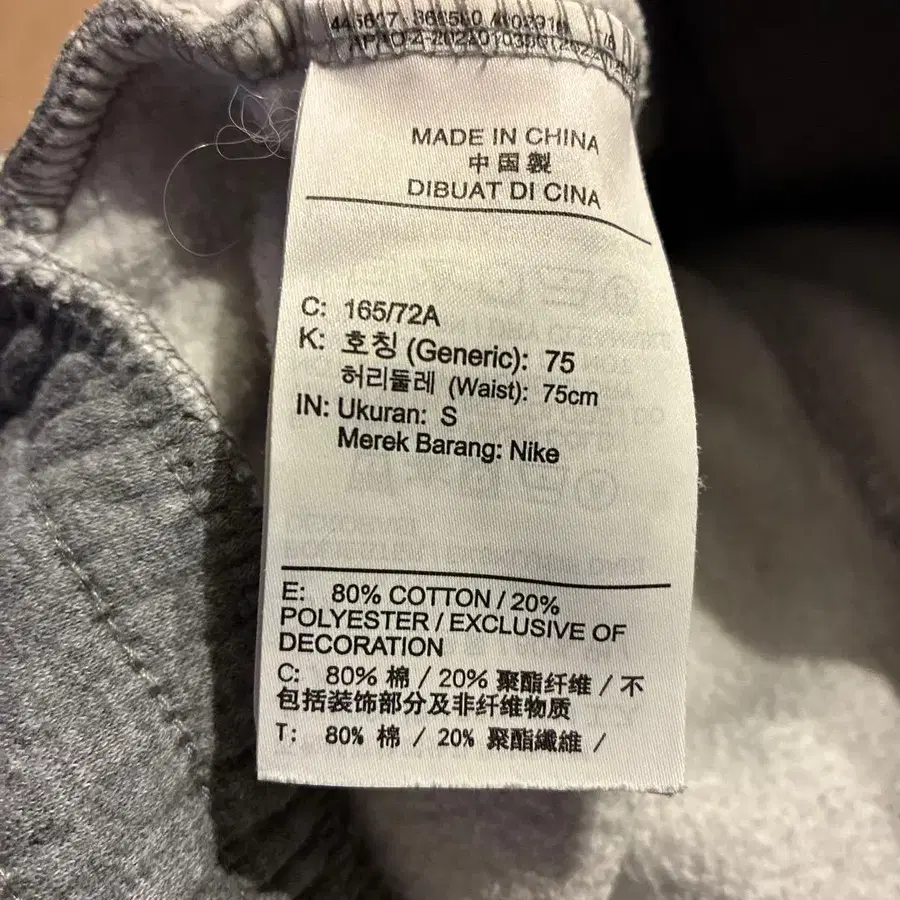 MADE IN CHINA
中国製
DIBUAT DI CINA
C: 165/72A
K: 호칭 (Generic): 75
허리둘레 (Waist): 75cm
IN: Ukuran: S
Merek Barang: Nike
E: 80% COTTON / 20%
POLYESTER / EXCLUSIVE OF
DECORATION
C: 80% 棉 / 20% 聚酯纤维 / 不
包括装饰部分及非纤维物质
T: 80% 棉 / 20% 聚酯纖維 /